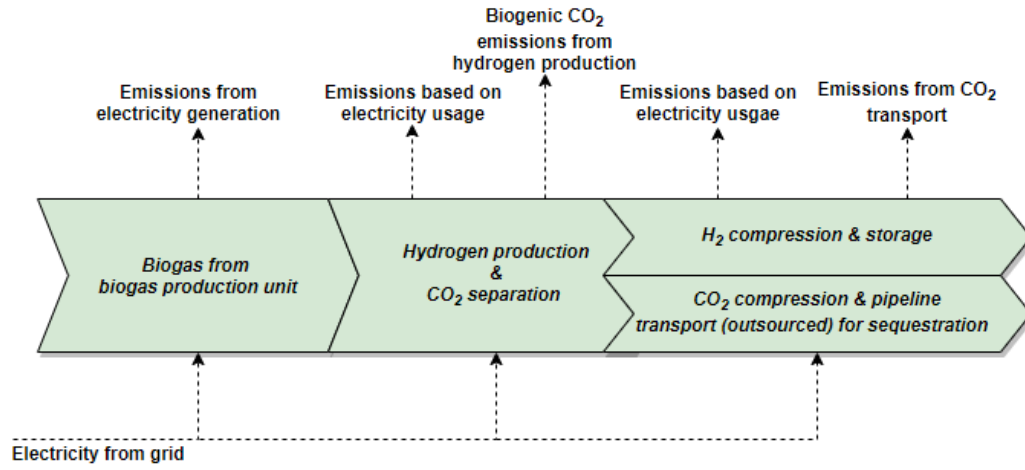 Biogenic CO₂
emissions from
hydrogen production
Emissions from
electricity generation
Emissions based on
electricity usage
Emissions based on
electricity usgae
Emissions from CO₂
transport
Biogas from
biogas production unit
Hydrogen production
&
CO₂ separation
H₂ compression & storage
CO₂ compression & pipeline
transport (outsourced) for sequestration
Electricity from grid